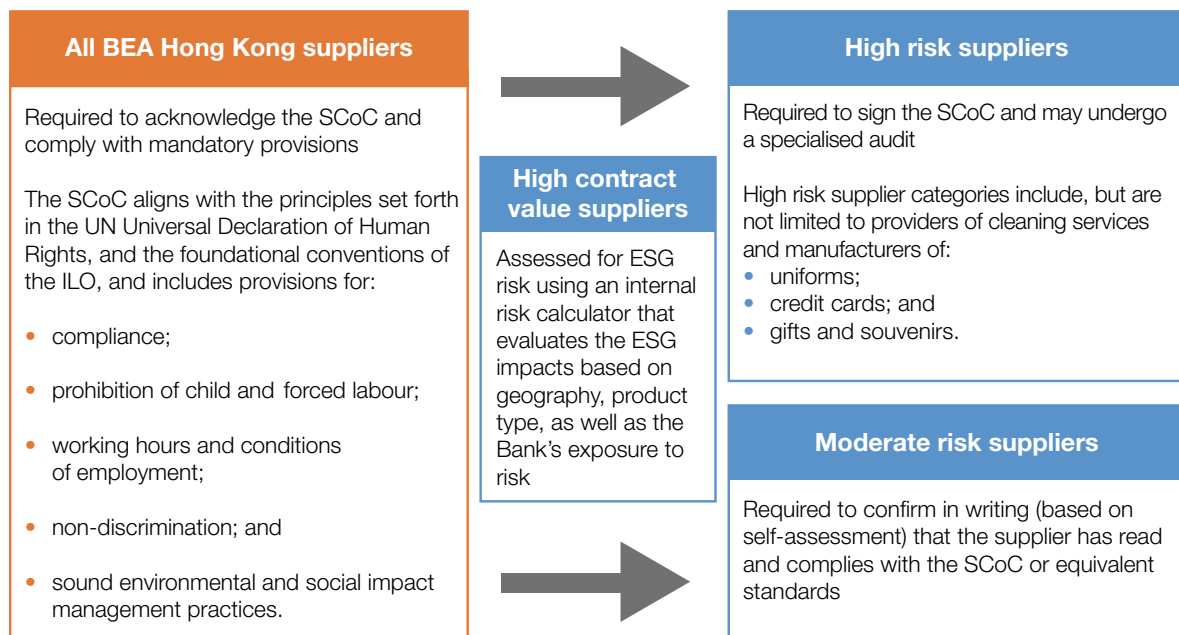 All BEA Hong Kong suppliers
Required to acknowledge the SCoC and
comply with mandatory provisions
The SCoC aligns with the principles set forth
in the UN Universal Declaration of Human
Rights, and the foundational conventions of
the ILO, and includes provisions for:
• compliance;
• prohibition of child and forced labour;
• working hours and conditions
of employment;
• non-discrimination; and
• sound environmental and social impact
management practices.
High contract
value suppliers
Assessed for ESG
risk using an internal
risk calculator that
evaluates the ESG
impacts based on
geography, product
type, as well as the
Bank's exposure to
risk
High risk suppliers
Required to sign the SCoC and may undergo
a specialised audit
High risk supplier categories include, but are
not limited to providers of cleaning services
and manufacturers of:
• uniforms;
• credit cards; and
• gifts and souvenirs.
Moderate risk suppliers
Required to confirm in writing (based on
self-assessment) that the supplier has read
and complies with the SCoC or equivalent
standards